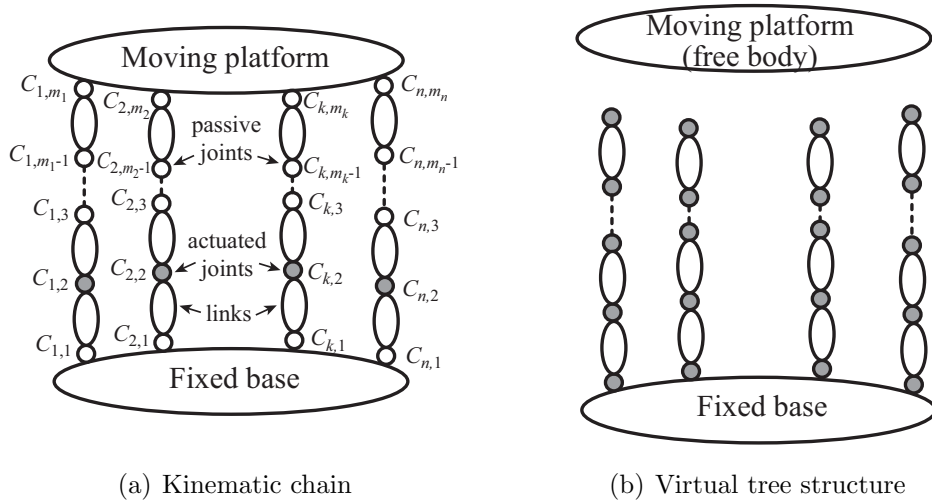 Moving platform
C1,m1
C2,m2
Ck,mk
Cn,mn
passive
joints
C1,m1-1
C2,m2-1
Ck,mk-1
Cn,mn-1
C1,3
C2,3
Ck,3
Cn,3
actuated
joints
C1,2
C2,2
Ck,2
Cn,2
links
C1,1
C2,1
Ck,1
Cn,1
Fixed base
(a) Kinematic chain
Moving platform
(free body)
Fixed base
(b) Virtual tree structure